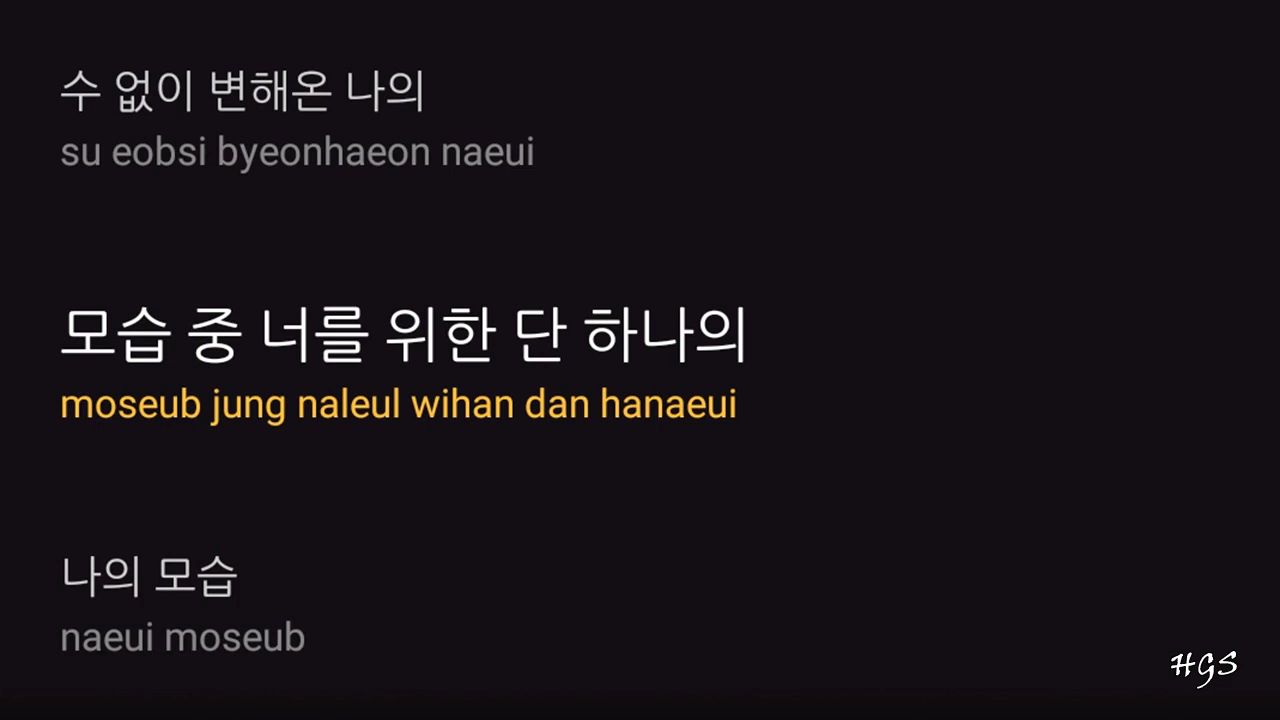 수 없이 변해온 나의
su eobsi byeonhaeon naeui
모습 중 너를 위한 단 하나의
moseub jung naleul wihan dan hanaeui
나의 모습
naeui moseub
HGS